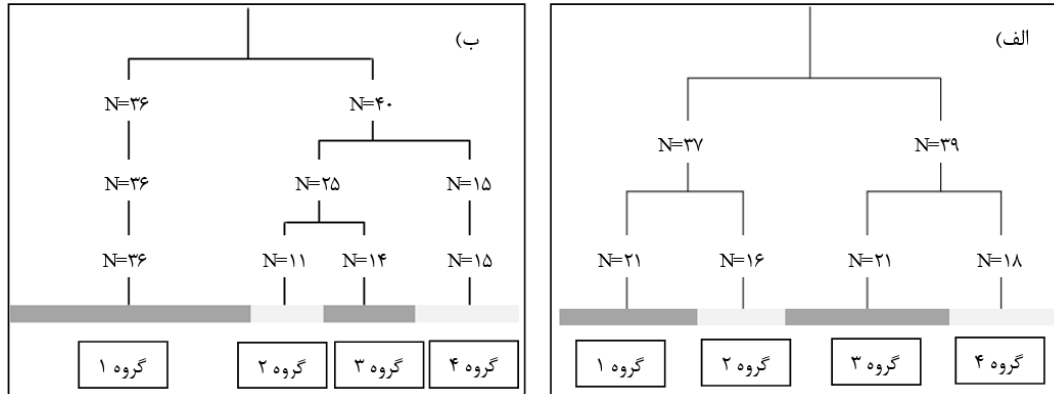 الف)
N=۳۷ N=۳۹
N=۲۱ N=۱۶ N=۲۱ N=۱۸
گروه ۱ گروه ۲ گروه ۳ گروه ۴
ب)
N=۳۶ N=۴۰
N=۳۶ N=۲۵ N=۱۵
N=۳۶ N=۱۱ N=۱۴ N=۱۵
گروه ۱ گروه ۲ گروه ۳ گروه ۴